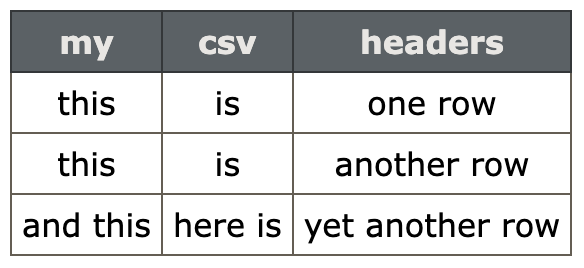 my csv headers
this is one row
this is another row
and this here is yet another row